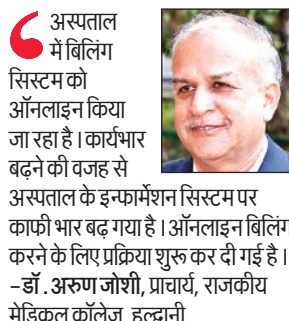 अस्पताल
में बिलिंग
सिस्टम को
ऑनलाइन किया
जा रहा है। कार्यभार
बढ़ने की वजह से
अस्पताल के इन्फार्मेशन सिस्टम पर
काफी भार बढ़ गया है। ऑनलाइन बिलिंग
करने के लिए प्रक्रिया शुरू कर दी गई है।
-डॉ. अरुण जोशी, प्राचार्य, राजकीय
मेडिकल कॉलेज, हल्द्वानी